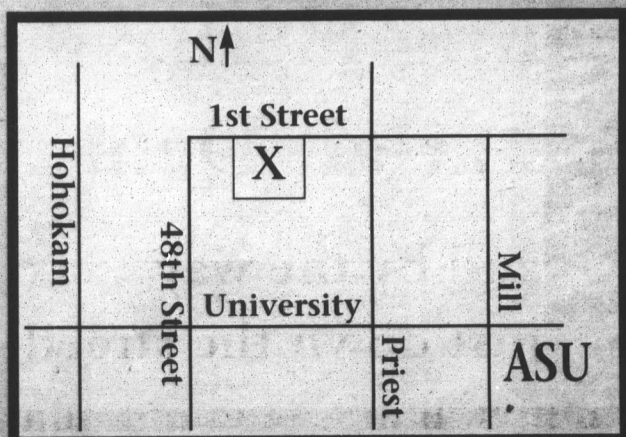 N
1st Street
X
Hohokam
48th Street
University
Mill
Priest
ASU